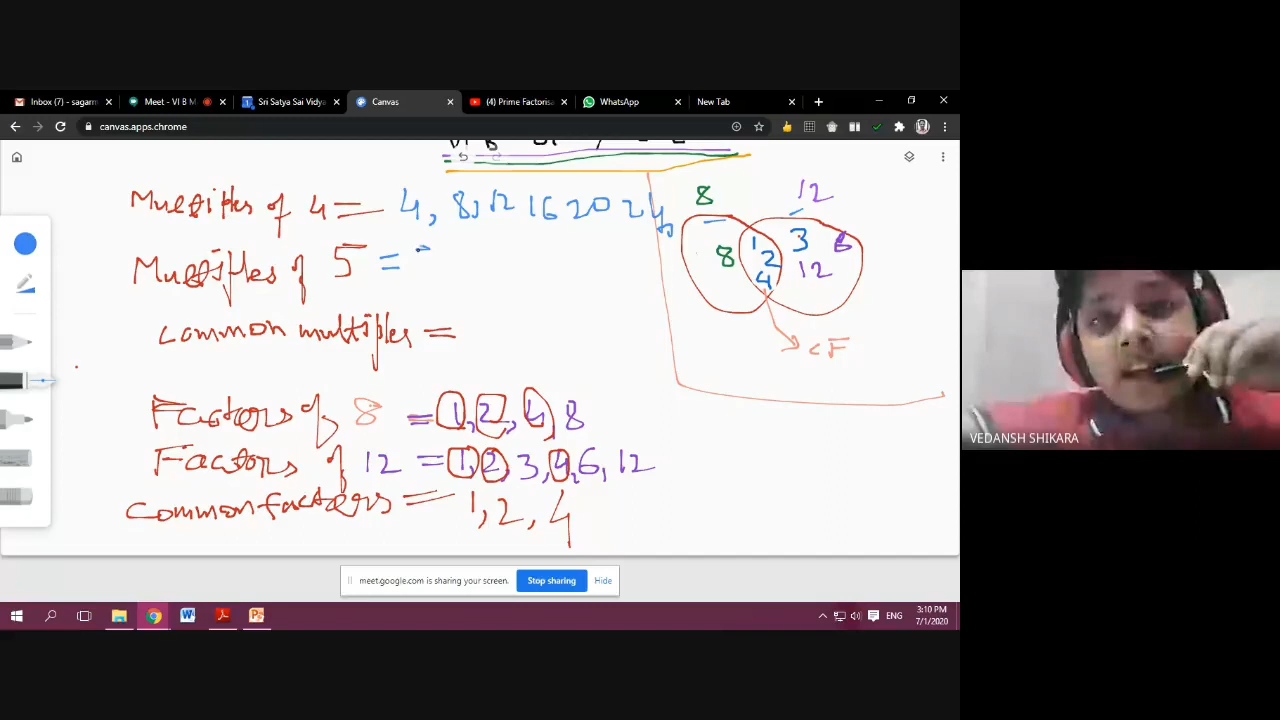 Inbox (7) - sagarm
Meet - VI B M
Sri Satya Sai Vidya
Canvas
(4) Prime Factorisa
WhatsApp
New Tab
canvas.apps.chrome
Multiples of 4 = 4, 8, 12 16 20 24,
Multiples of 5 =
common multiples =
Factors of 8 = 1, 2, 4, 8
Factors of 12 = 1, 2, 3, 4, 6, 12
Common factors = 1, 2, 4
8 12
8 1 2 4 3 6 12
CF
VEDANSH SHIKARA
meet.google.com is sharing your screen.
Stop sharing
Hide
ENG
3:10 PM
7/1/2020